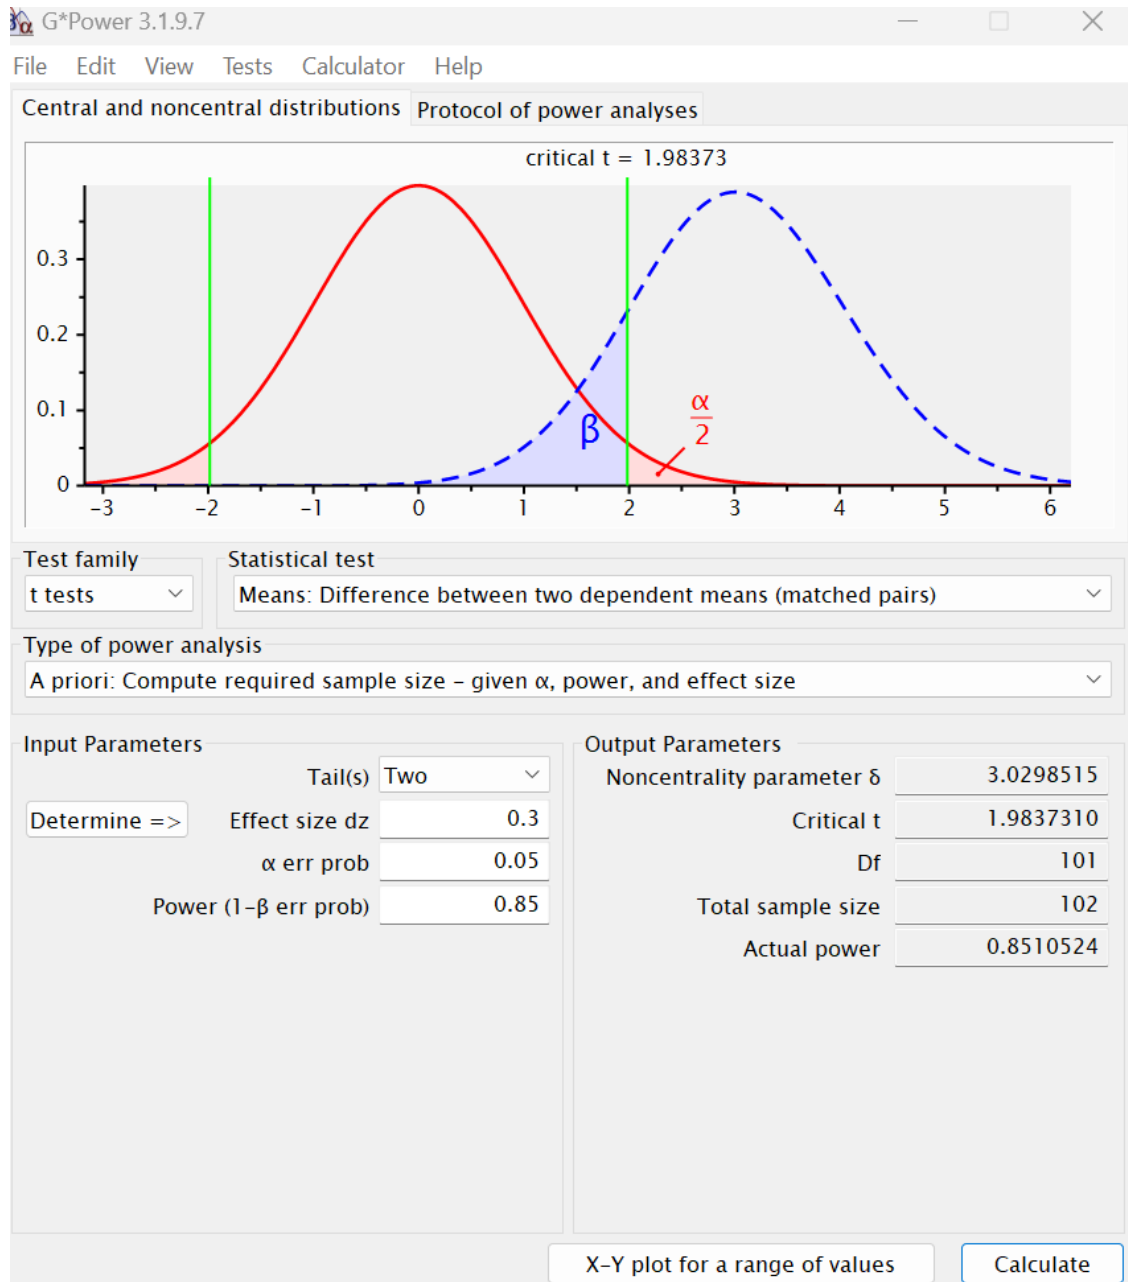 G*Power 3.1.9.7
File Edit View Tests Calculator Help
Central and noncentral distributions Protocol of power analyses
critical t = 1.98373
0.3
0.2
0.1
0
β
α
2
-3 -2 -1 0 1 2 3 4 5 6
Test family Statistical test
t tests Means: Difference between two dependent means (matched pairs)
Type of power analysis
A priori: Compute required sample size – given α, power, and effect size
Input Parameters Output Parameters
Tail(s) Two Noncentrality parameter δ 3.0298515
Determine => Effect size dz 0.3 Critical t 1.9837310
α err prob 0.05 Df 101
Power (1-β err prob) 0.85 Total sample size 102
Actual power 0.8510524
X-Y plot for a range of values Calculate